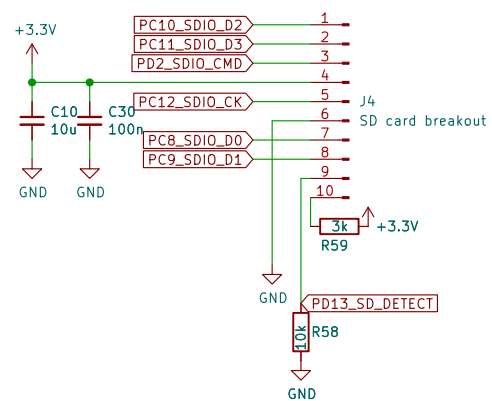 PC10_SDIO_D2 1
+3.3V
PC11_SDIO_D3 2
PD2_SDIO_CMD 3
4
C10 C30 PC12_SDIO_CK 5 J4
10u 100n 6 SD card breakout
PC8_SDIO_D0 7
PC9_SDIO_D1 8
9
GND GND 10
3k +3.3V
R59
GND PD13_SD_DETECT
10k R58
GND